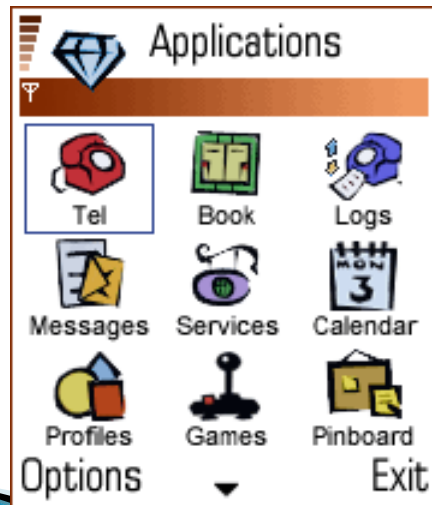 Applications
Tel Book Logs
MON
3
Messages Services Calendar
Profiles Games Pinboard
Options Exit